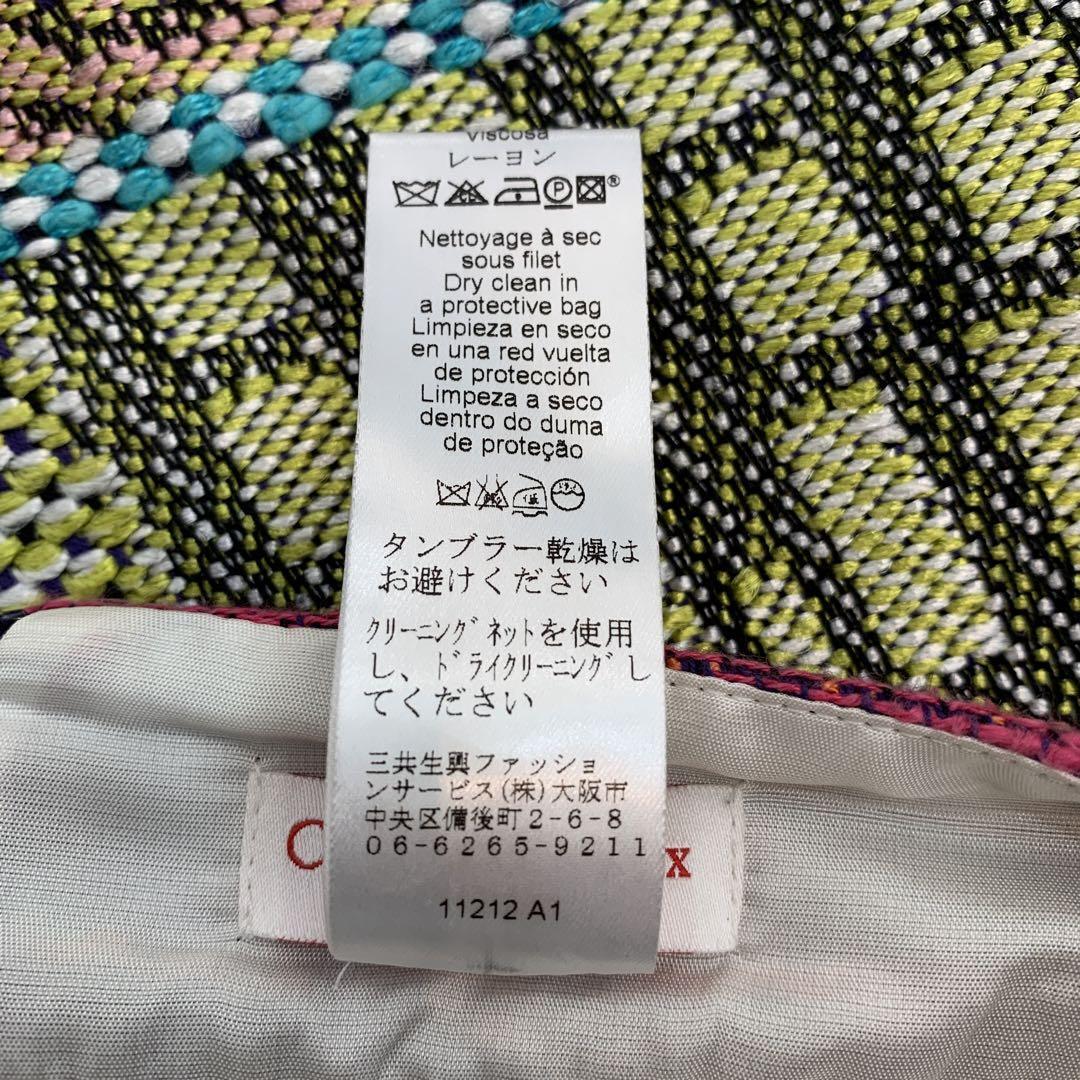 viscosa
レーヨン
CL P ®
Nettoyage à sec
sous filet
Dry clean in
a protective bag
Limpieza en seco
en una red vuelta
de protección
Limpeza a seco
dentro do duma
de proteção
タンブラー乾燥は
お避けください
ｸﾘｰﾆﾝｸﾞﾈｯﾄを使用
し、ﾄﾞﾗｲｸﾘｰﾆﾝｸﾞし
てください
三共生興ファッショ
ンサービス(株)大阪市
中央区備後町2-6-8
06-6265-9211
C x
11212 A1